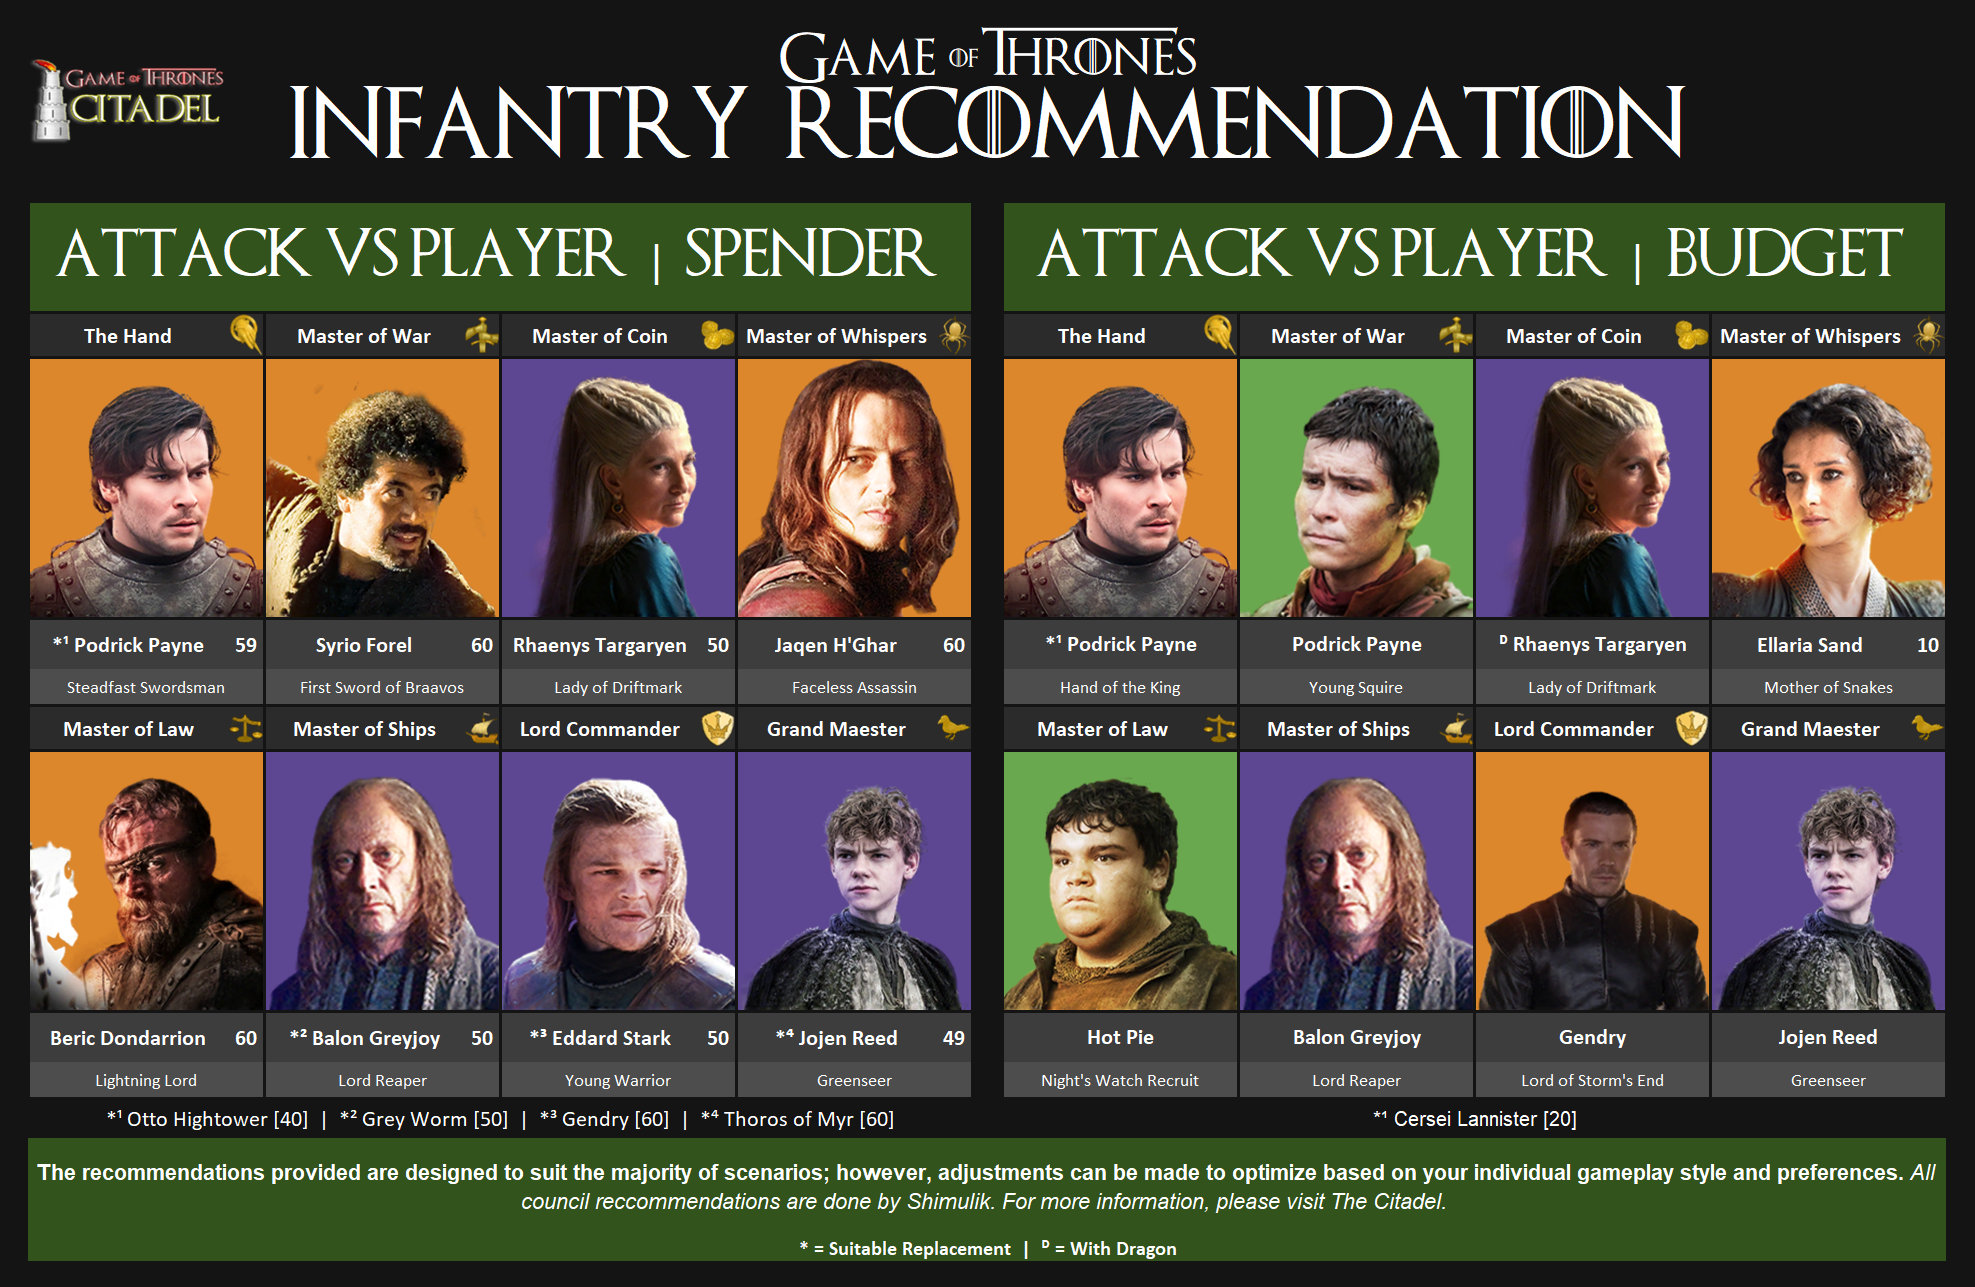 GAME OF THRONES
CITADEL
GAME OF THRONES
INFANTRY RECOMMENDATION
ATTACK VS PLAYER | SPENDER
The Hand
Master of War
Master of Coin
Master of Whispers
*¹ Podrick Payne 59
Syrio Forel 60
Rhaenys Targaryen 50
Jaqen H'Ghar 60
Steadfast Swordsman
First Sword of Braavos
Lady of Driftmark
Faceless Assassin
Master of Law
Master of Ships
Lord Commander
Grand Maester
Beric Dondarrion 60
*² Balon Greyjoy 50
*³ Eddard Stark 50
*⁴ Jojen Reed 49
Lightning Lord
Lord Reaper
Young Warrior
Greenseer
*¹ Otto Hightower [40] | *² Grey Worm [50] | *³ Gendry [60] | *⁴ Thoros of Myr [60]
ATTACK VS PLAYER | BUDGET
The Hand
Master of War
Master of Coin
Master of Whispers
*¹ Podrick Payne
Podrick Payne
ᴰ Rhaenys Targaryen
Ellaria Sand 10
Hand of the King
Young Squire
Lady of Driftmark
Mother of Snakes
Master of Law
Master of Ships
Lord Commander
Grand Maester
Hot Pie
Balon Greyjoy
Gendry
Jojen Reed
Night's Watch Recruit
Lord Reaper
Lord of Storm's End
Greenseer
*¹ Cersei Lannister [20]
The recommendations provided are designed to suit the majority of scenarios; however, adjustments can be made to optimize based on your individual gameplay style and preferences. All
council reccommendations are done by Shimulik. For more information, please visit The Citadel.
* = Suitable Replacement | ᴰ = With Dragon